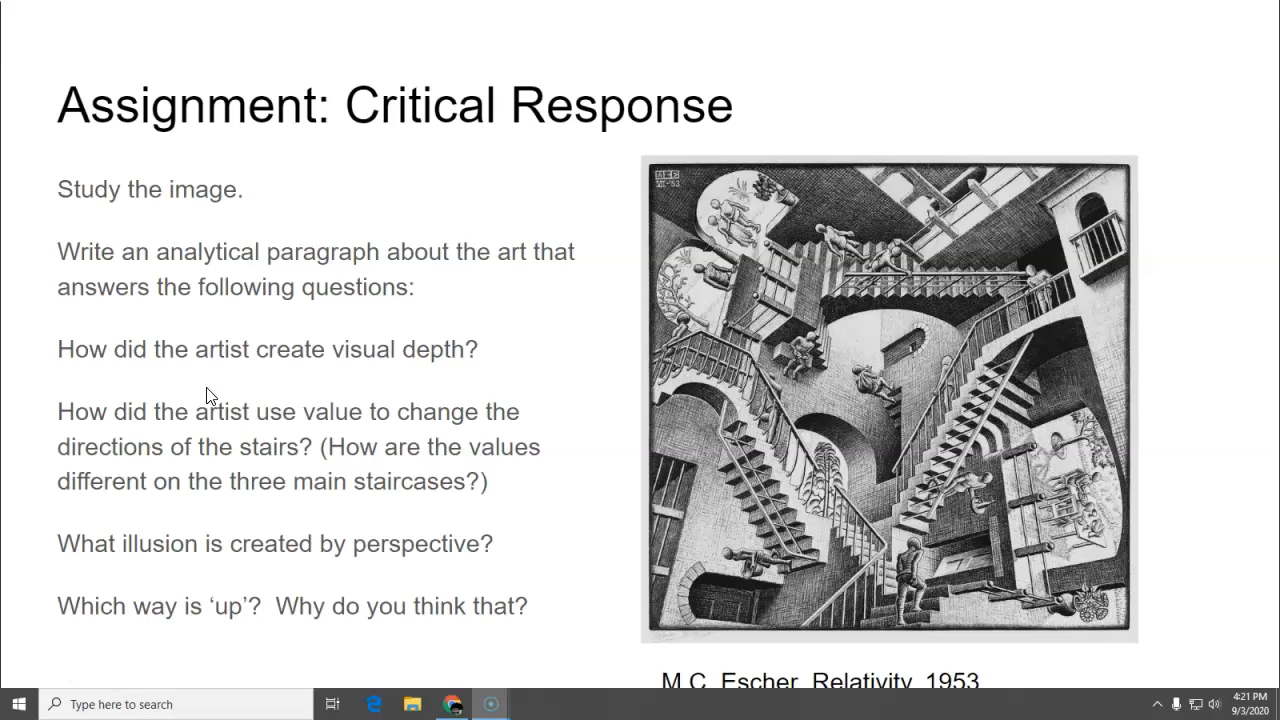 Assignment: Critical Response
Study the image.
Write an analytical paragraph about the art that
answers the following questions:
How did the artist create visual depth?
How did the artist use value to change the
directions of the stairs? (How are the values
different on the three main staircases?)
What illusion is created by perspective?
Which way is ‘up’?  Why do you think that?
M.C. Escher, Relativity, 1953
Type here to search
4:21 PM
9/3/2020